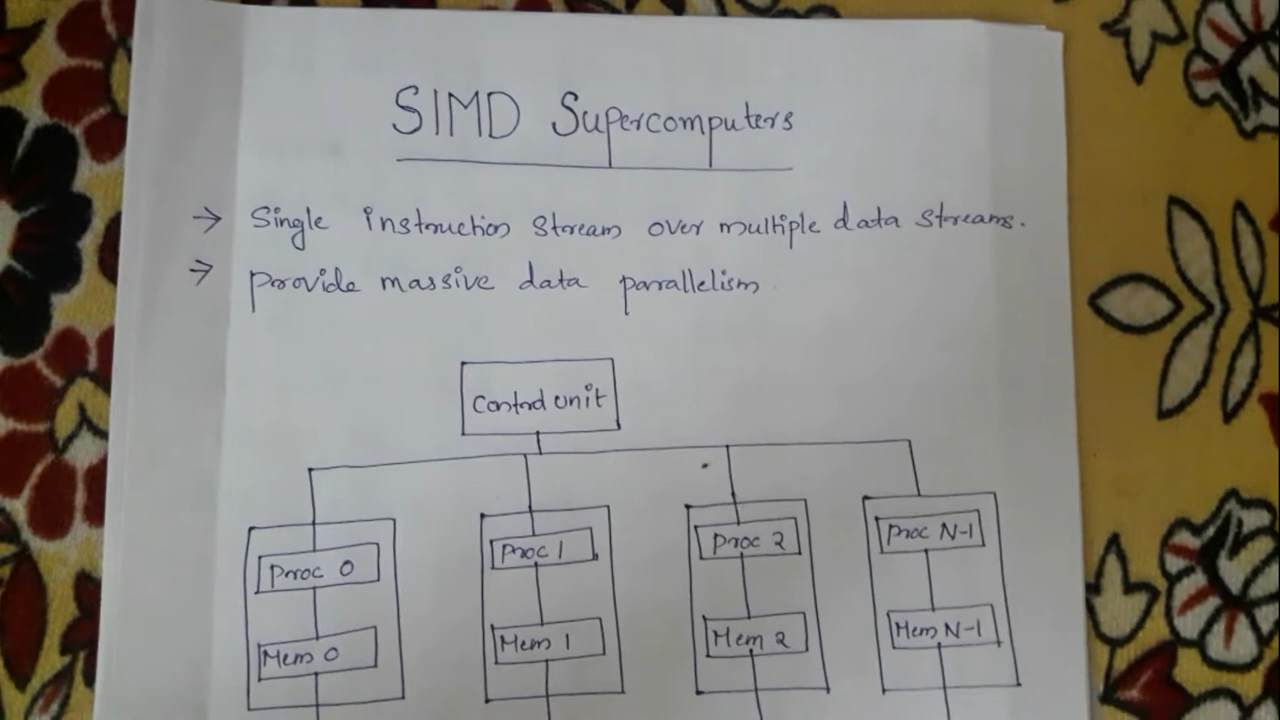 SIMD Supercomputers
→ Single instruction stream over multiple data streams.
→ provide massive data parallelism
Control unit
Proc 0
Proc 1
Proc 2
Proc N-1
Mem 0
Mem 1
Mem 2
Mem N-1